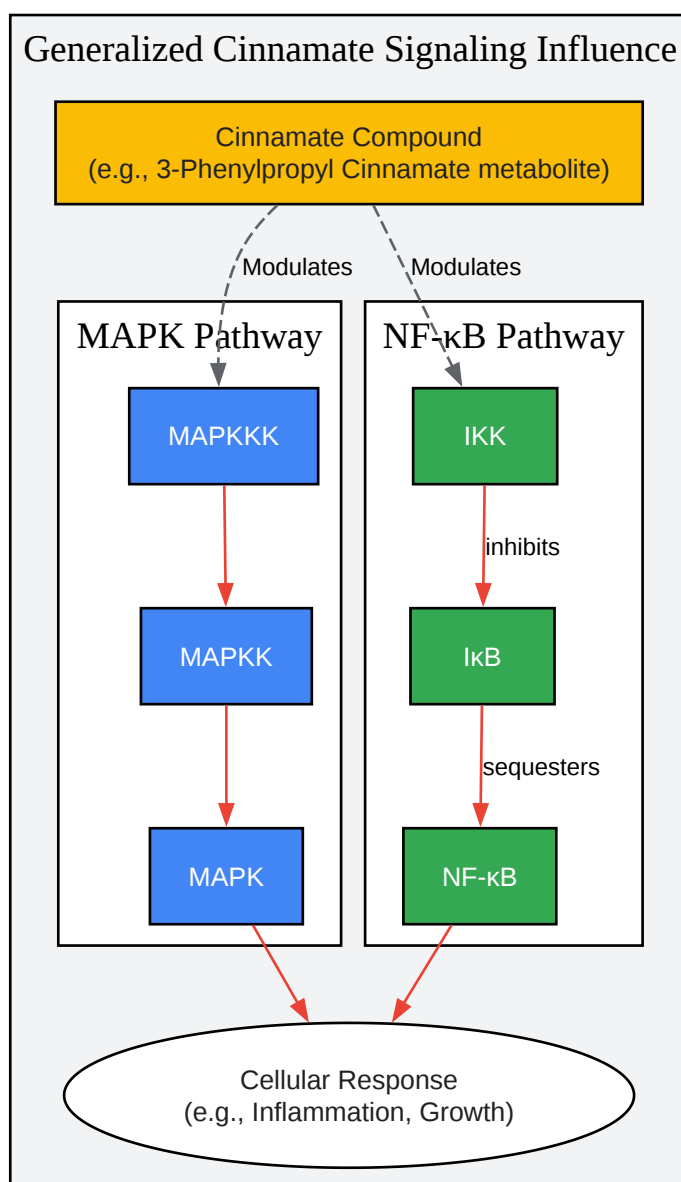 Generalized Cinnamate Signaling Influence
Cinnamate Compound
(e.g., 3-Phenylpropyl Cinnamate metabolite)
Modulates
Modulates
MAPK Pathway
NF-κB Pathway
MAPKKK
IKK
inhibits
MAPKK
IκB
sequesters
MAPK
NF-κB
Cellular Response
(e.g., Inflammation, Growth)